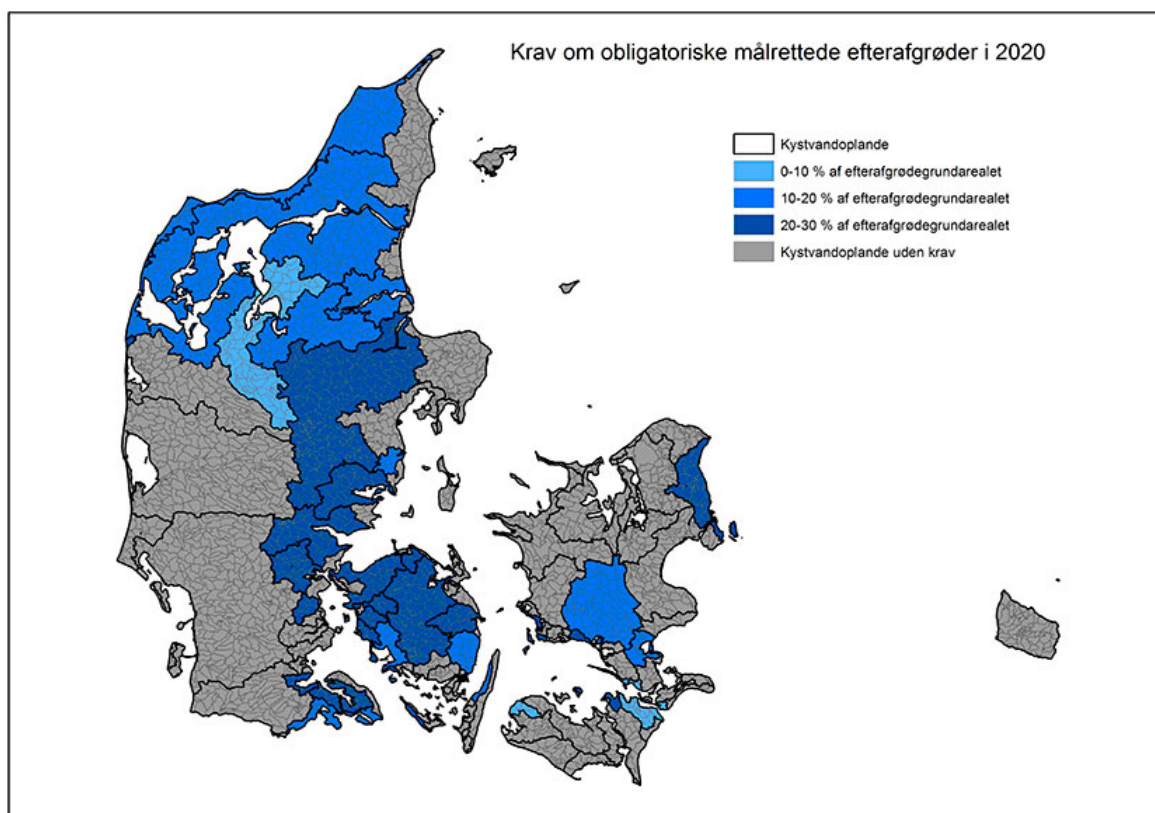 Krav om obligatoriske målrettede efterafgrøder i 2020
Kystvandoplande
0-10 % af efterafgrødegrundarealet
10-20 % af efterafgrødegrundarealet
20-30 % af efterafgrødegrundarealet
Kystvandoplande uden krav